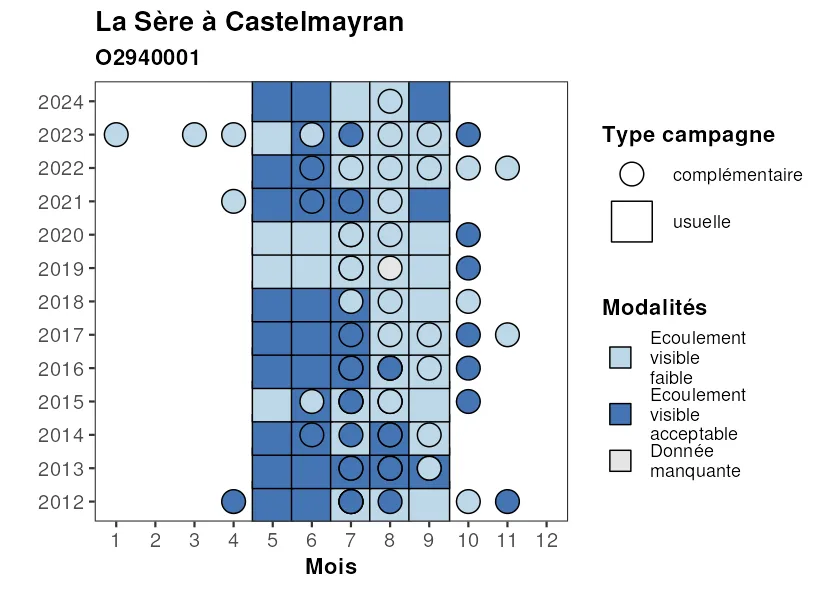 La Sère à Castelmayran
O2940001
2024
2023
2022
2021
2020
2019
2018
2017
2016
2015
2014
2013
2012
1 2 3 4 5 6 7 8 9 10 11 12
Mois
Type campagne
complémentaire
usuelle
Modalités
Ecoulement
visible
faible
Ecoulement
visible
acceptable
Donnée
manquante